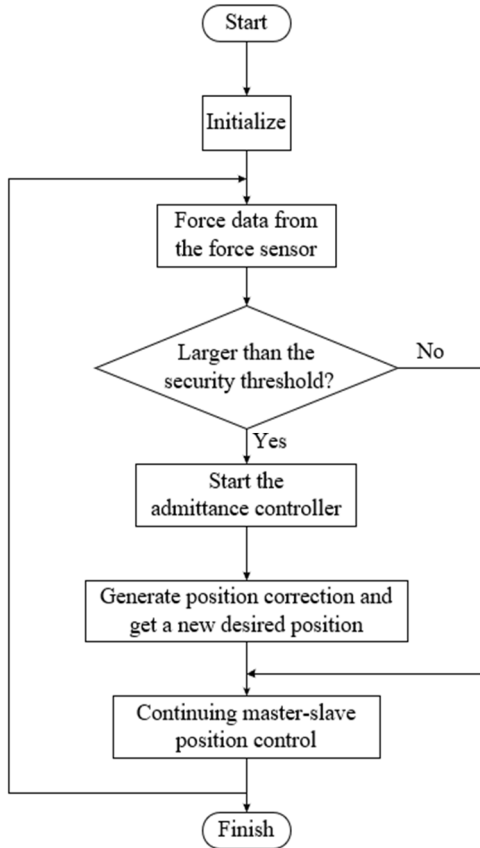 Start
Initialize
Force data from
the force sensor
Larger than the
security threshold?
No
Yes
Start the
admittance controller
Generate position correction and
get a new desired position
Continuing master-slave
position control
Finish